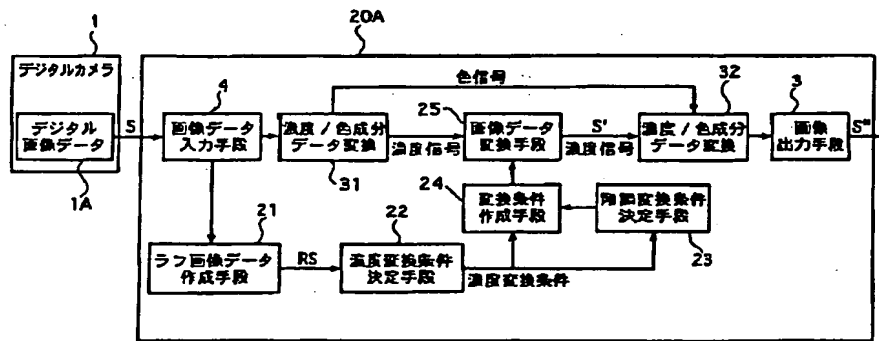 20A
1
デジタルカメラ
デジタル
画像データ
1A
S
4
画像データ
入力手段
濃度/色成分
データ変換
31
色信号
濃度信号
25
画像データ
変換手段
S'
濃度信号
32
濃度/色成分
データ変換
3
画像
出力手段
S"
24
変換条件
作成手段
階調変換条件
決定手段
23
21
ラフ画像データ
作成手段
RS
22
濃度変換条件
決定手段
濃度変換条件